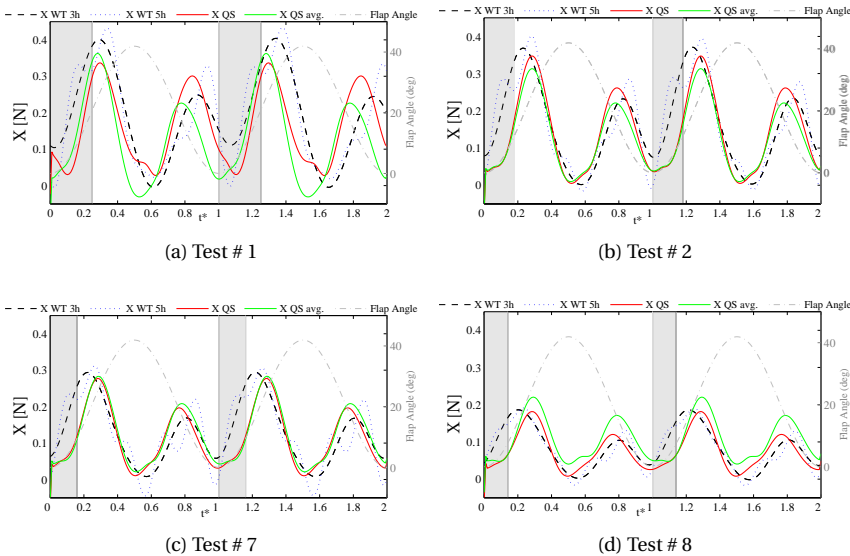 X WT 3h X WT 5h X QS X QS avg. Flap Angle
X WT 3h X WT 5h X QS X QS avg. Flap Angle
0.4
0.3
0.2
0.1
0
X [N]
40
20
0
Flap Angle (deg)
0 0.2 0.4 0.6 0.8 1 1.2 1.4 1.6 1.8 2
t*
0.4
0.3
0.2
0.1
0
X [N]
40
20
0
Flap Angle (deg)
0 0.2 0.4 0.6 0.8 1 1.2 1.4 1.6 1.8 2
t*
(a) Test # 1
(b) Test # 2
X WT 3h X WT 5h X QS X QS avg. Flap Angle
X WT 3h X WT 5h X QS X QS avg. Flap Angle
0.4
0.3
0.2
0.1
0
X [N]
40
20
0
Flap Angle (deg)
0 0.2 0.4 0.6 0.8 1 1.2 1.4 1.6 1.8 2
t*
0.4
0.3
0.2
0.1
0
X [N]
40
20
0
Flap Angle (deg)
0 0.2 0.4 0.6 0.8 1 1.2 1.4 1.6 1.8 2
t*
(c) Test # 7
(d) Test # 8